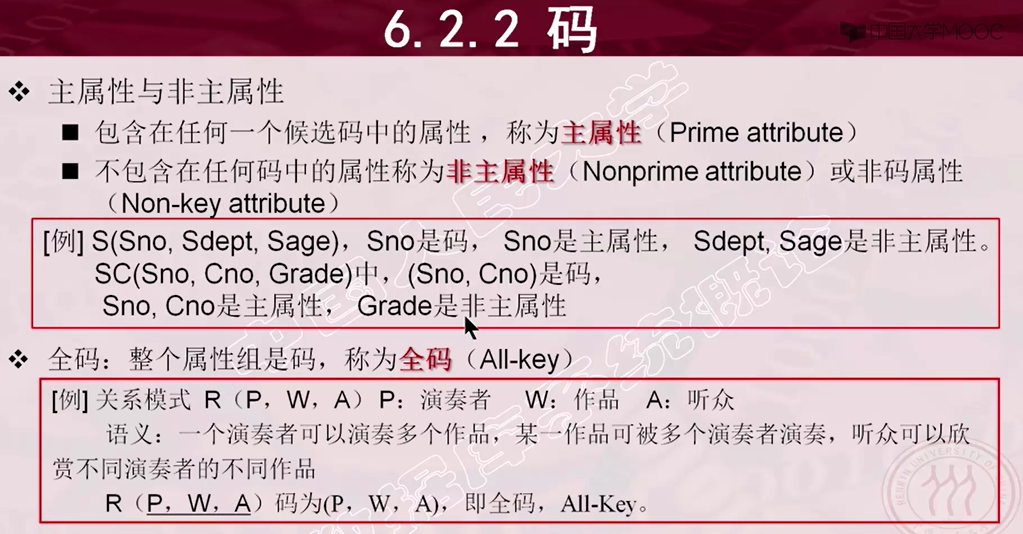 6.2.2 码
中国大学MOOC
❖ 主属性与非主属性
■ 包含在任何一个候选码中的属性 ，称为主属性（Prime attribute）
■ 不包含在任何码中的属性称为非主属性（Nonprime attribute）或非码属性
（Non-key attribute）
[例] S(Sno, Sdept, Sage)，Sno是码， Sno是主属性， Sdept, Sage是非主属性。
SC(Sno, Cno, Grade)中，(Sno, Cno)是码，
Sno, Cno是主属性， Grade是非主属性
❖ 全码：整个属性组是码，称为全码（All-key）
[例] 关系模式 R（P，W，A） P：演奏者 W：作品 A：听众
语义：一个演奏者可以演奏多个作品，某一作品可被多个演奏者演奏，听众可以欣
赏不同演奏者的不同作品
R（P，W，A）码为(P，W，A)，即全码，All-Key。